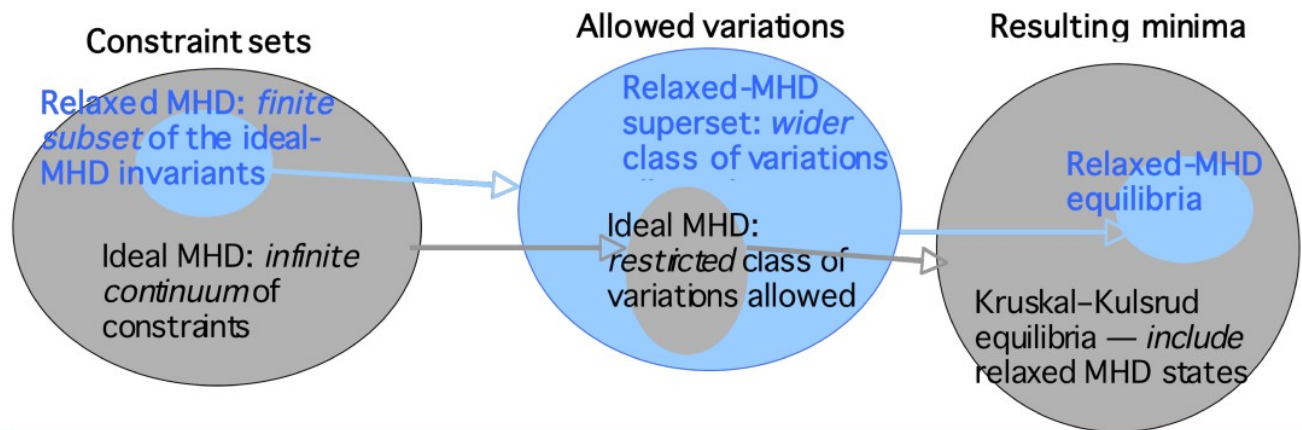 Constraint sets
Relaxed MHD: finite
subset of the ideal-
MHD invariants
Ideal MHD: infinite
continuum of
constraints
Allowed variations
Relaxed-MHD
superset: wider
class of variations
Ideal MHD:
restricted class of
variations allowed
Resulting minima
Relaxed-MHD
equilibria
Kruskal–Kulsrud
equilibria — include
relaxed MHD states